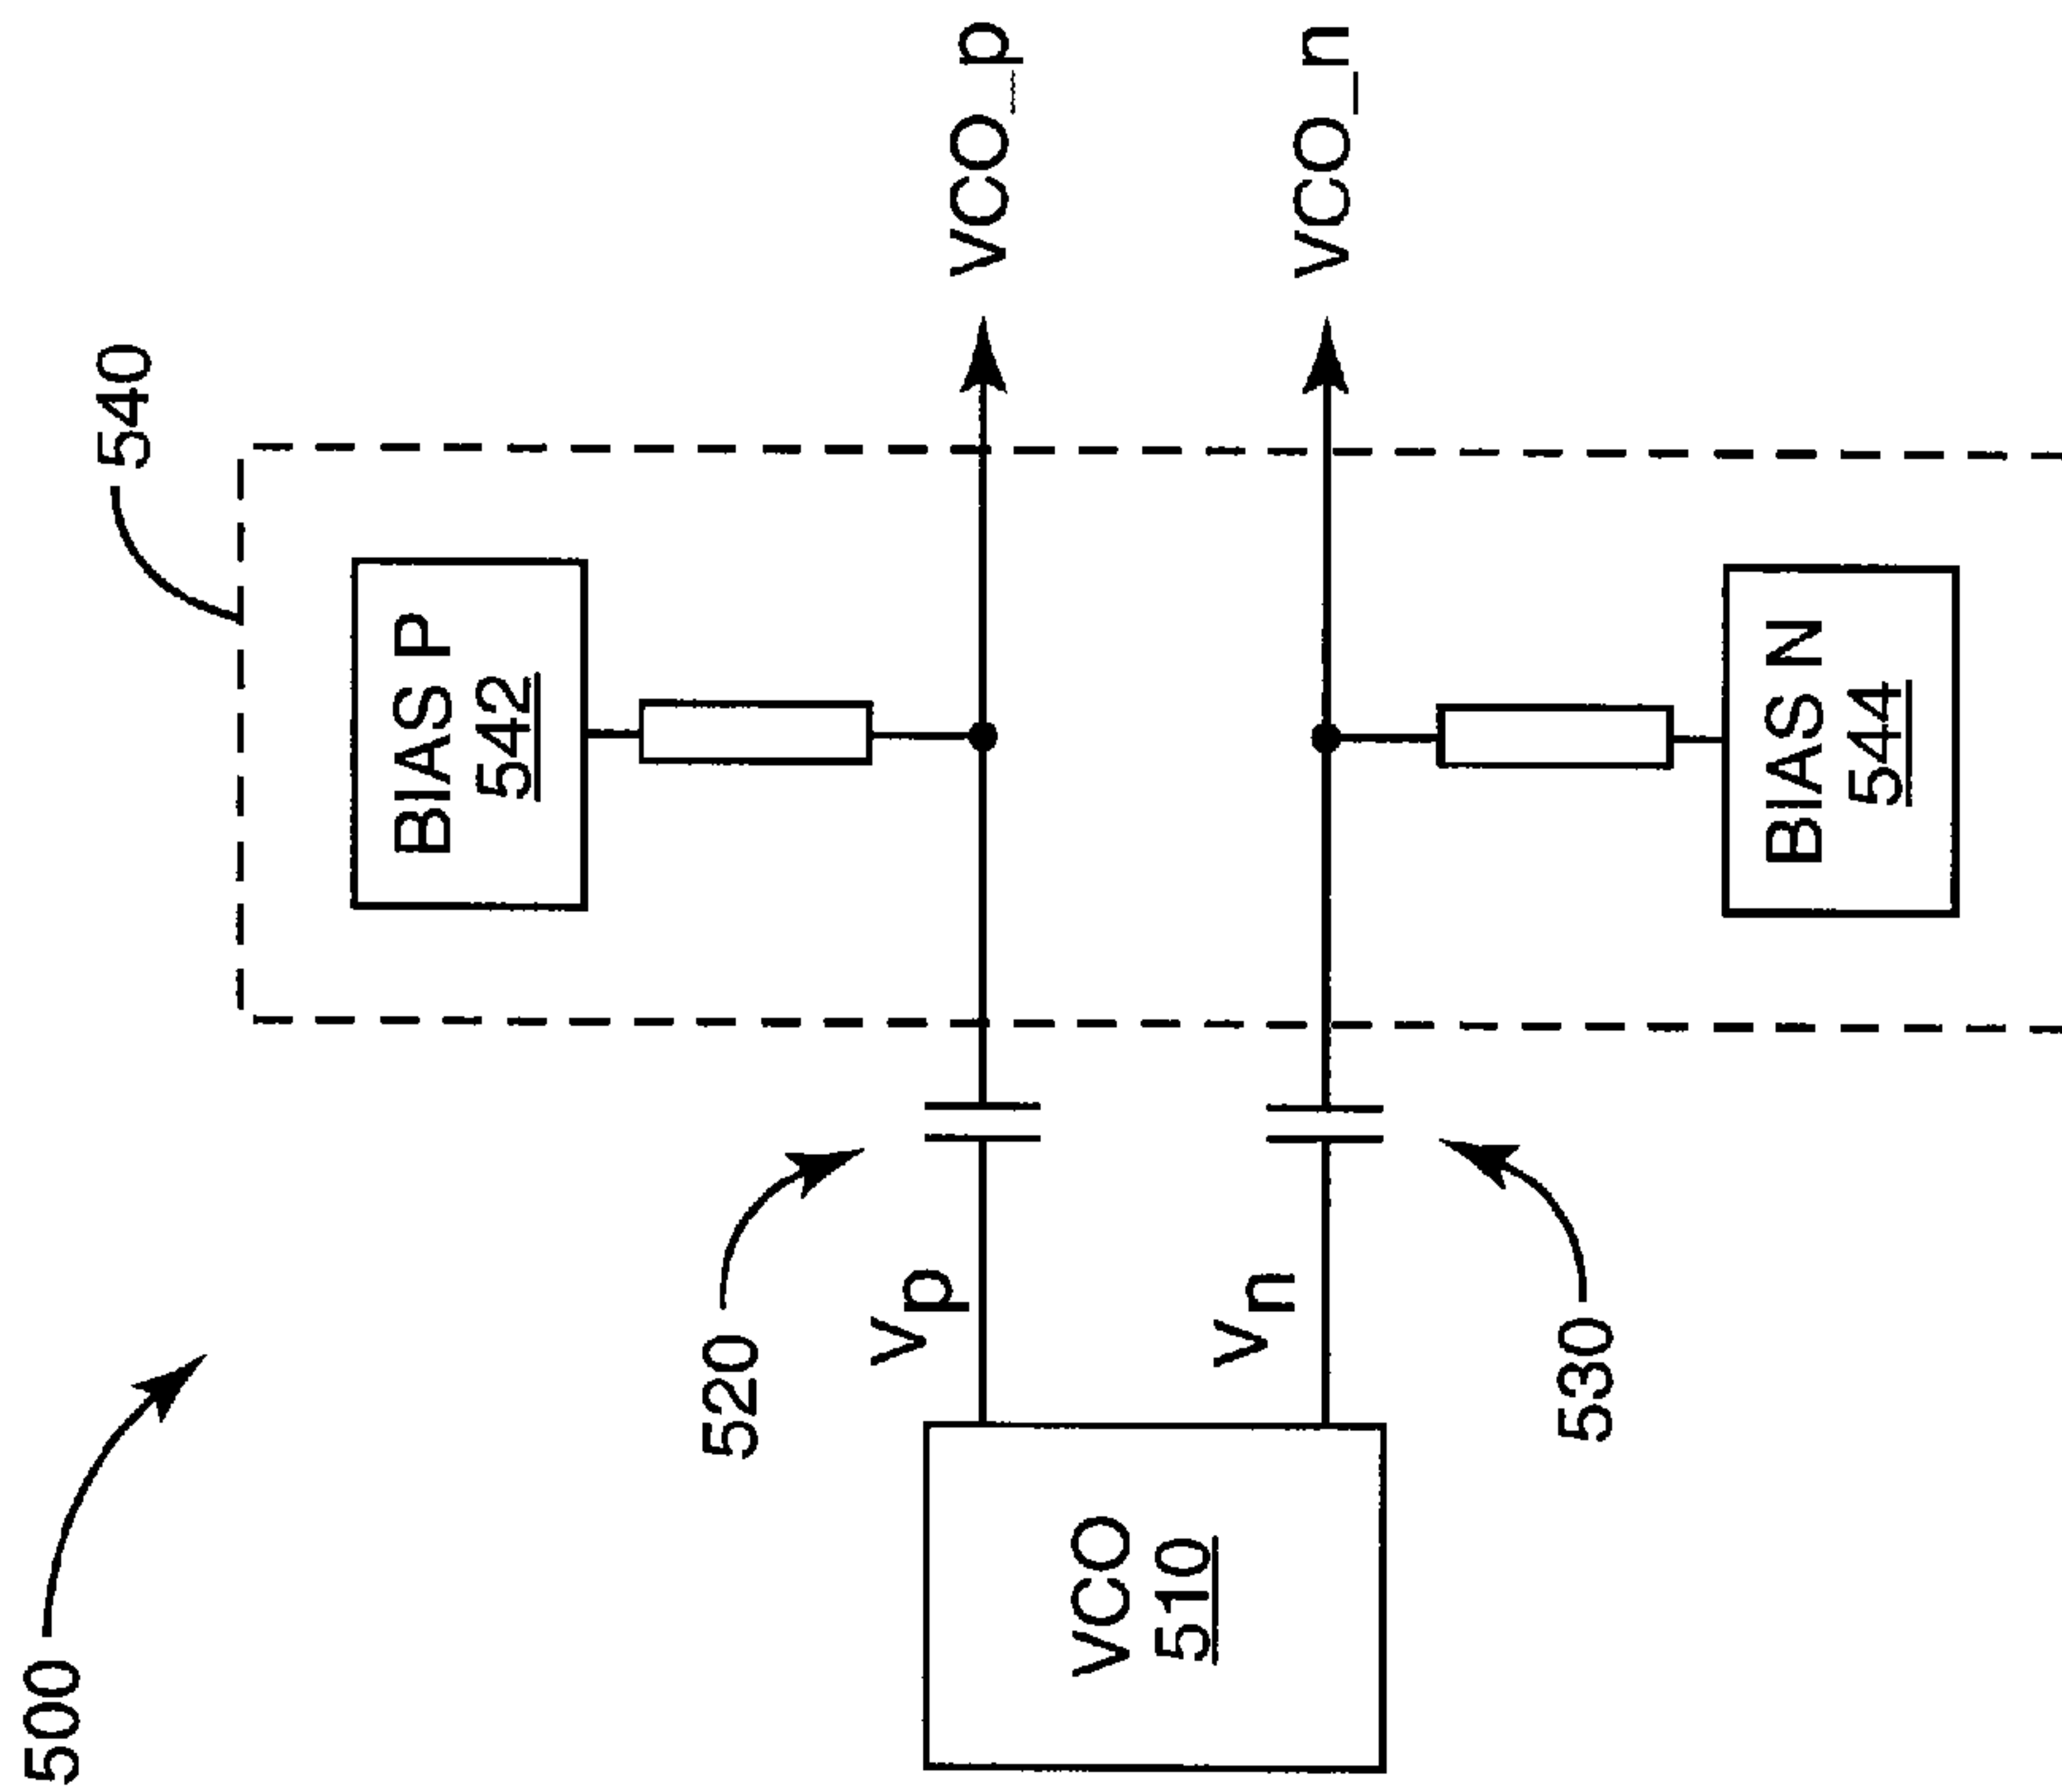 500
540
BIAS P
542
520
Vp
VCO_p
VCO
510
Vn
VCO_n
530
BIAS N
544